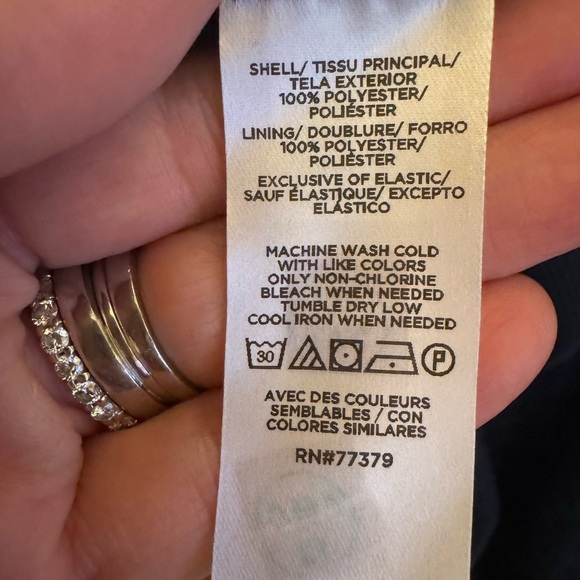 SHELL/ TISSU PRINCIPAL/
TELA EXTERIOR
100% POLYESTER/
POLIÉSTER
LINING/ DOUBLURE/ FORRO
100% POLYESTER/
POLIÉSTER
EXCLUSIVE OF ELASTIC/
SAUF ÉLASTIQUE/ EXCEPTO
ELÁSTICO
MACHINE WASH COLD
WITH LIKE COLORS
ONLY NON-CHLORINE
BLEACH WHEN NEEDED
TUMBLE DRY LOW
COOL IRON WHEN NEEDED
30 P
AVEC DES COULEURS
SEMBLABLES / CON
COLORES SIMILARES
RN#77379